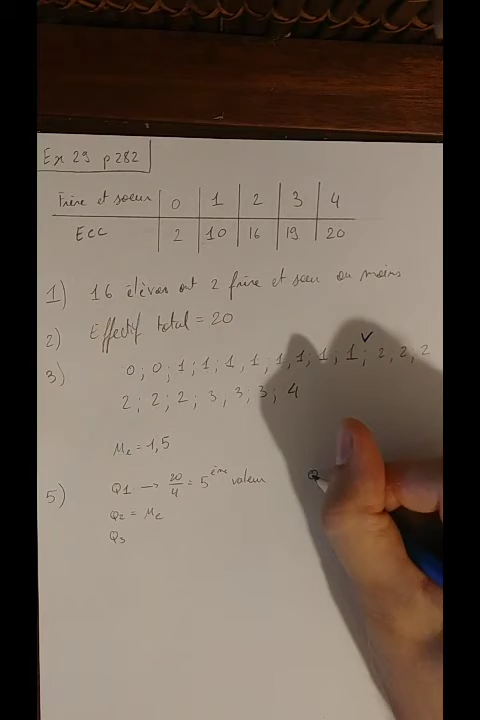 Ex 29 p282
Frère et soeur 0 1 2 3 4
ECC 2 10 16 19 20
1) 16 élèves ont 2 frère et soeur ou moins
2) Effectif total = 20
3) 0; 0; 1; 1; 1, 1; 1, 1; 1; 1; 2, 2; 2
2; 2; 2; 3, 3; 3; 4
Me = 1,5
5) Q1 → 20/4 = 5ème valeur
Q2 = Me
Q3